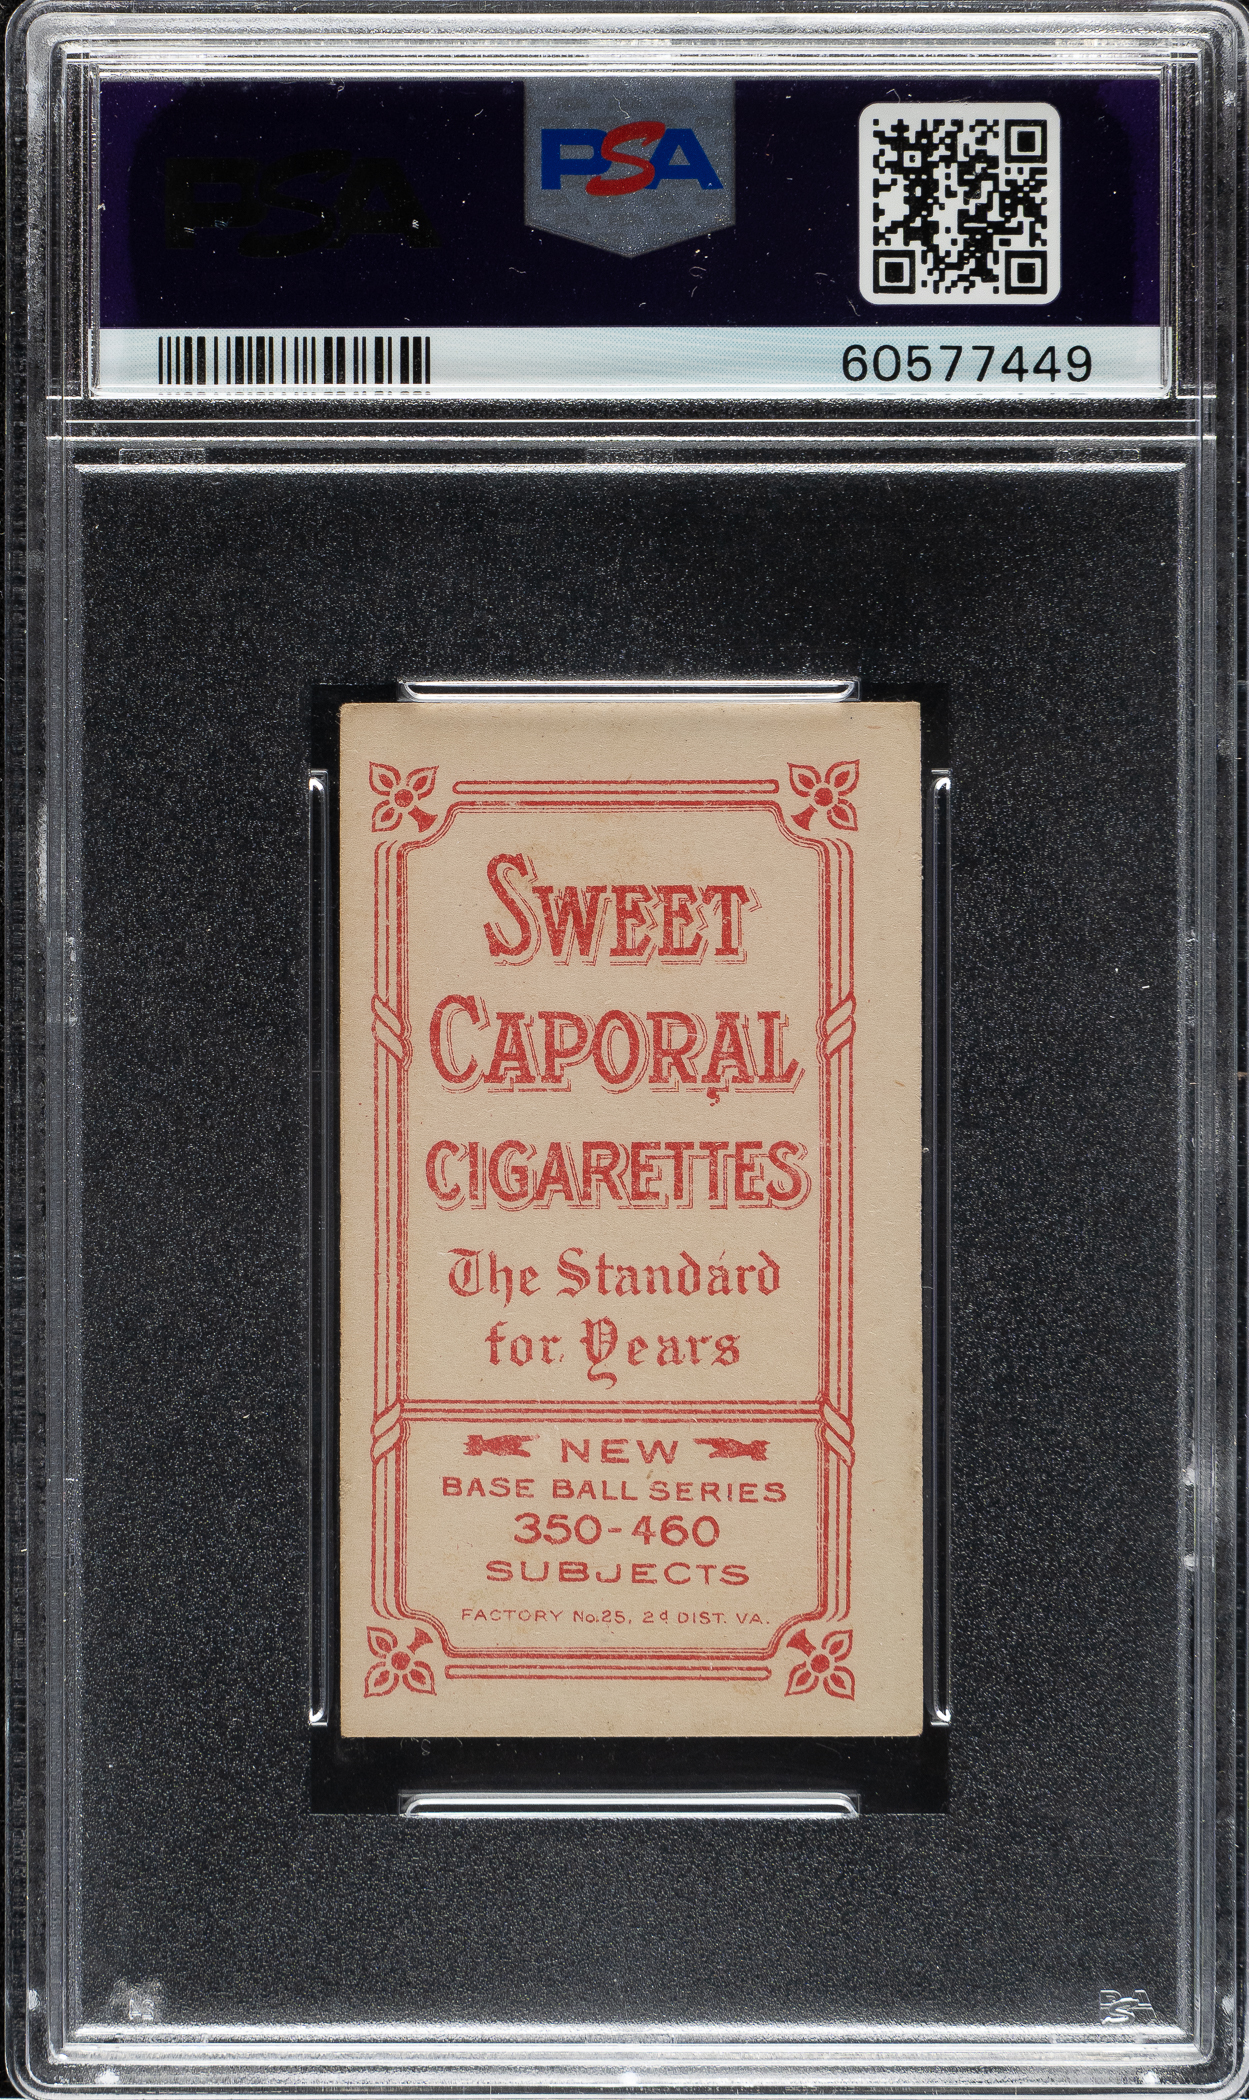 PSA
PSA
60577449
SWEET
CAPORAL
CIGARETTES
The Standard
for Years
NEW
BASE BALL SERIES
350-460
SUBJECTS
FACTORY No. 25, 2d DIST. VA.
PSA